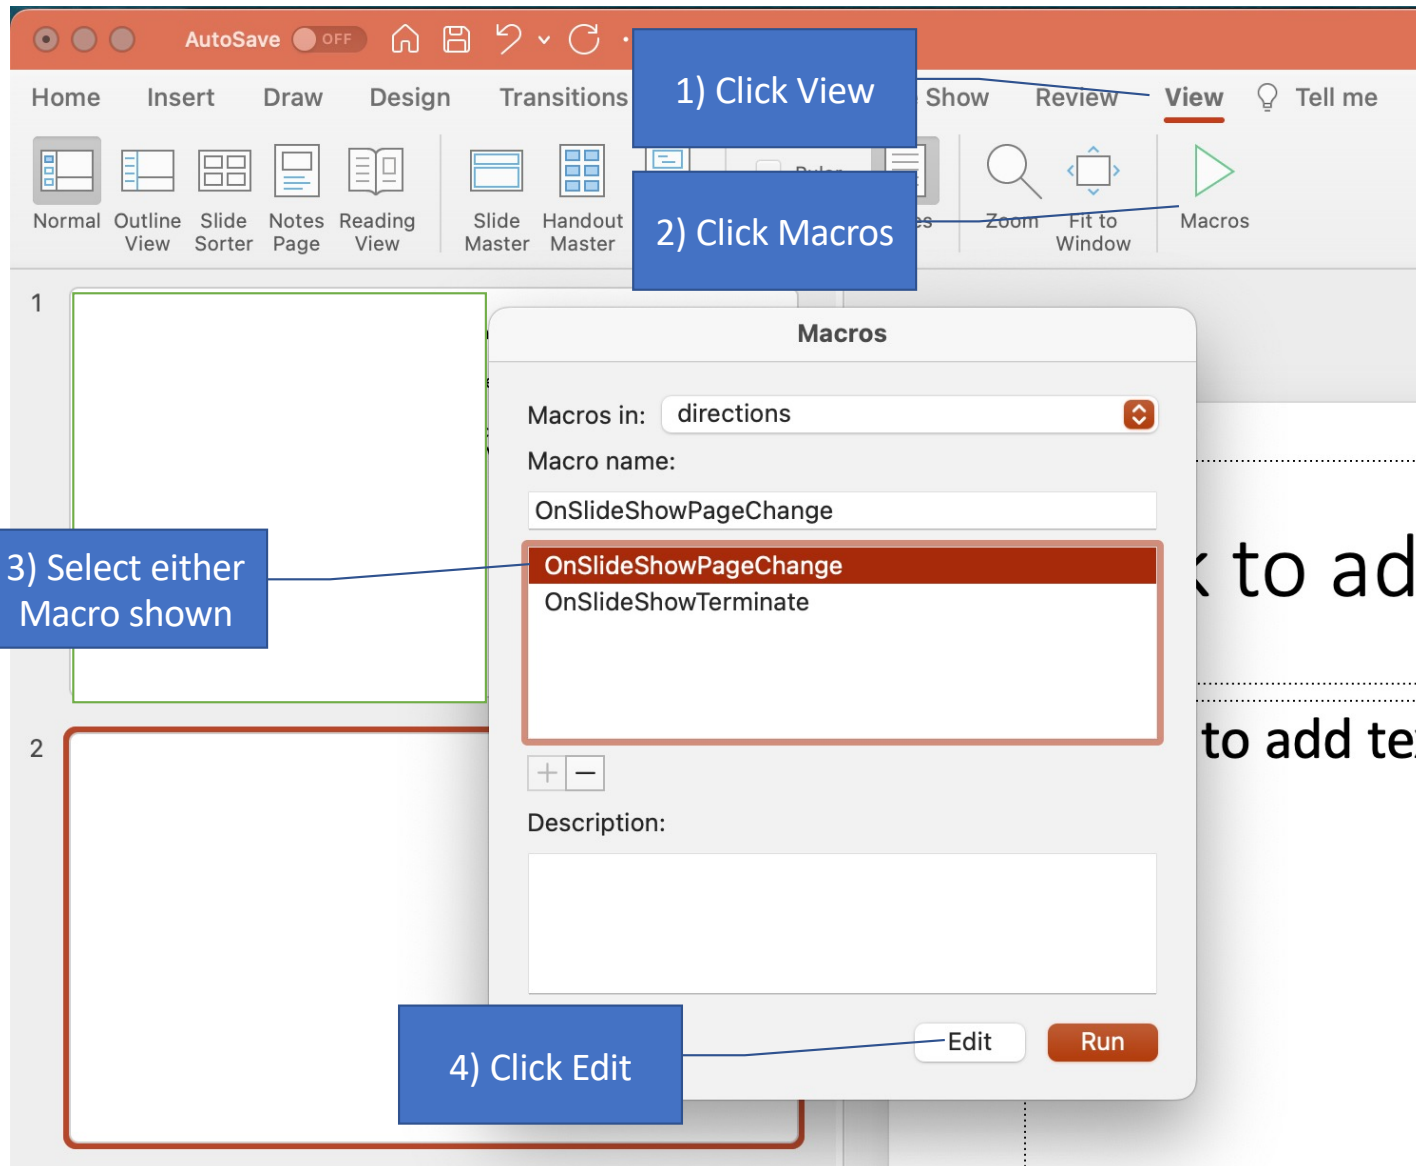 AutoSave OFF
1) Click View
Home Insert Draw Design Transitions Show Review View Tell me
2) Click Macros
Normal Outline View Slide Sorter Notes Page Reading View Slide Master Handout Master Zoom Fit to Window Macros
1
Macros
Macros in: directions
Macro name:
OnSlideShowPageChange
3) Select either
Macro shown
OnSlideShowPageChange
OnSlideShowTerminate
to ad
2
to add te
+ −
Description:
4) Click Edit
Edit Run